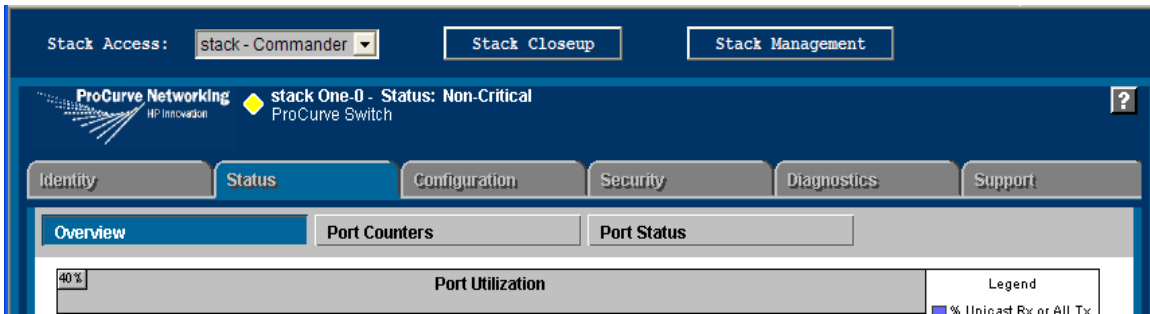 Stack Access: stack - Commander Stack Closeup Stack Management
ProCurve Networking
HP Innovation
stack One-0 - Status: Non-Critical
ProCurve Switch
?
Identity Status Configuration Security Diagnostics Support
Overview Port Counters Port Status
40% Port Utilization Legend
% Unicast Rx or All Tx